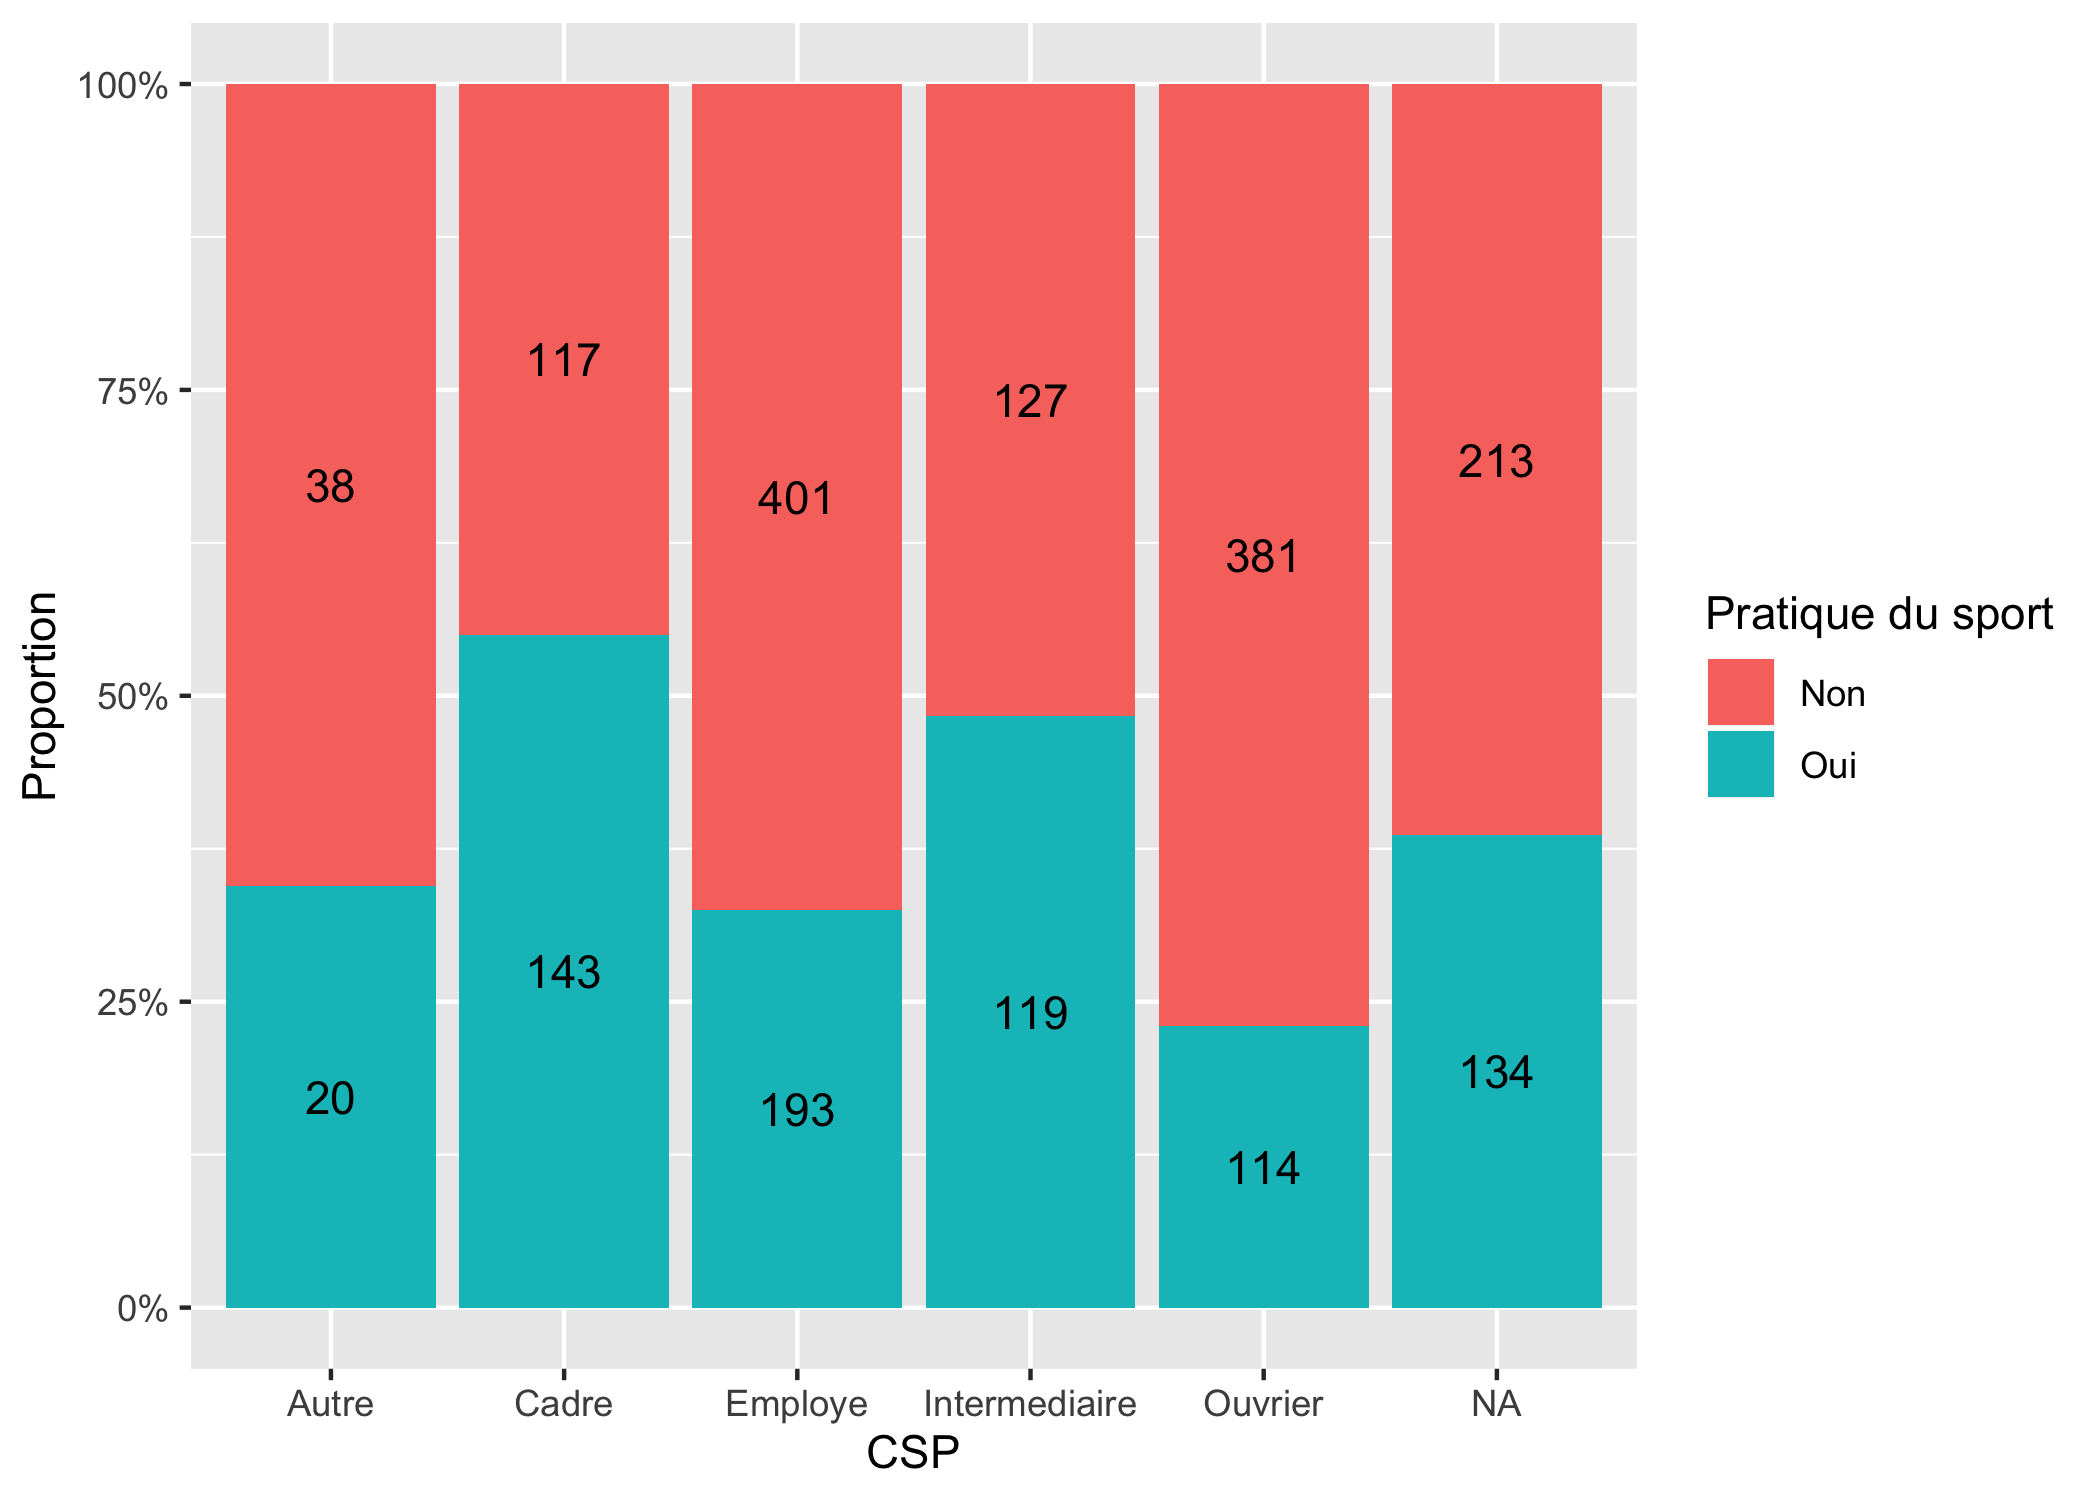 Proportion
100%
75%
50%
25%
0%
38
117
401
127
381
213
20
143
193
119
114
134
Autre
Cadre
Employe
Intermediaire
Ouvrier
NA
CSP
Pratique du sport
Non
Oui